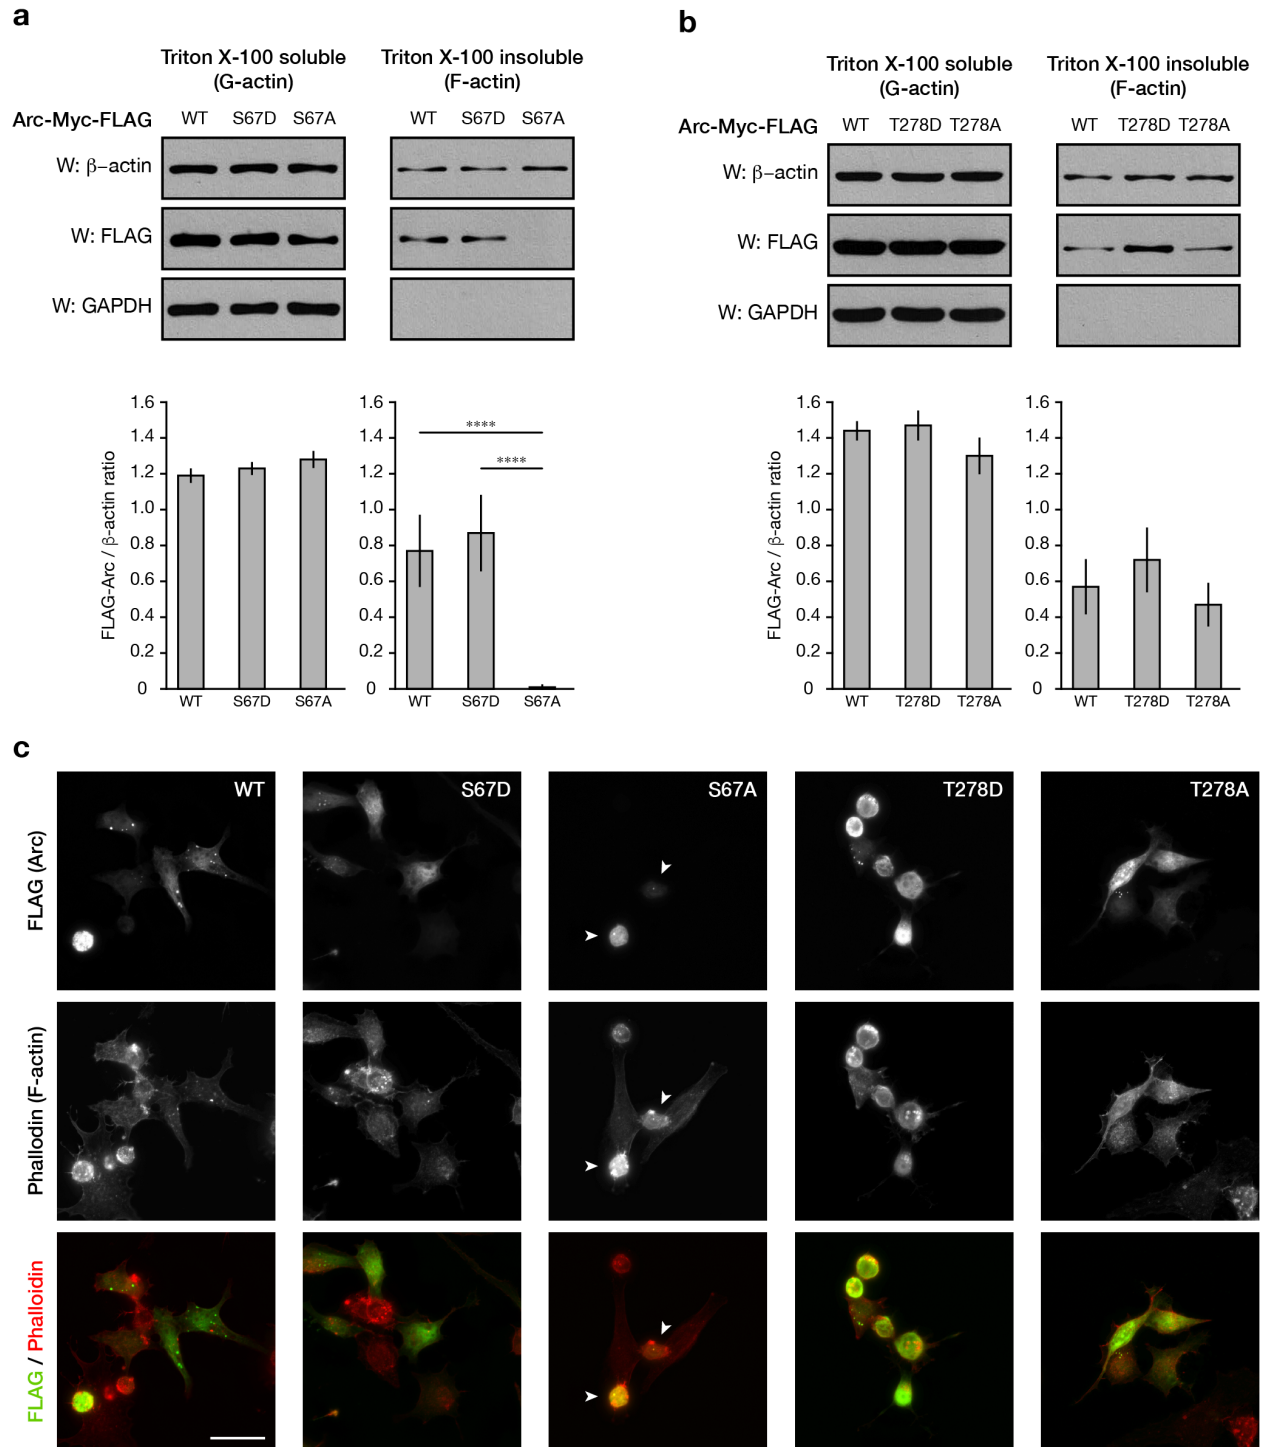 a
Triton X-100 soluble
(G-actin)
Triton X-100 insoluble
(F-actin)
Arc-Myc-FLAG WT S67D S67A WT S67D S67A
W: β–actin
W: FLAG
W: GAPDH
FLAG-Arc / β-actin ratio
1.6
1.4
1.2
1.0
0.8
0.6
0.4
0.2
0
WT S67D S67A
1.6
1.4
1.2
1.0
0.8
0.6
0.4
0.2
0
****
****
WT S67D S67A
b
Triton X-100 soluble
(G-actin)
Triton X-100 insoluble
(F-actin)
Arc-Myc-FLAG WT T278D T278A WT T278D T278A
W: β–actin
W: FLAG
W: GAPDH
FLAG-Arc / β-actin ratio
1.6
1.4
1.2
1.0
0.8
0.6
0.4
0.2
0
WT T278D T278A
1.6
1.4
1.2
1.0
0.8
0.6
0.4
0.2
0
WT T278D T278A
c
WT S67D S67A T278D T278A
FLAG (Arc)
Phallodin (F-actin)
FLAG / Phalloidin